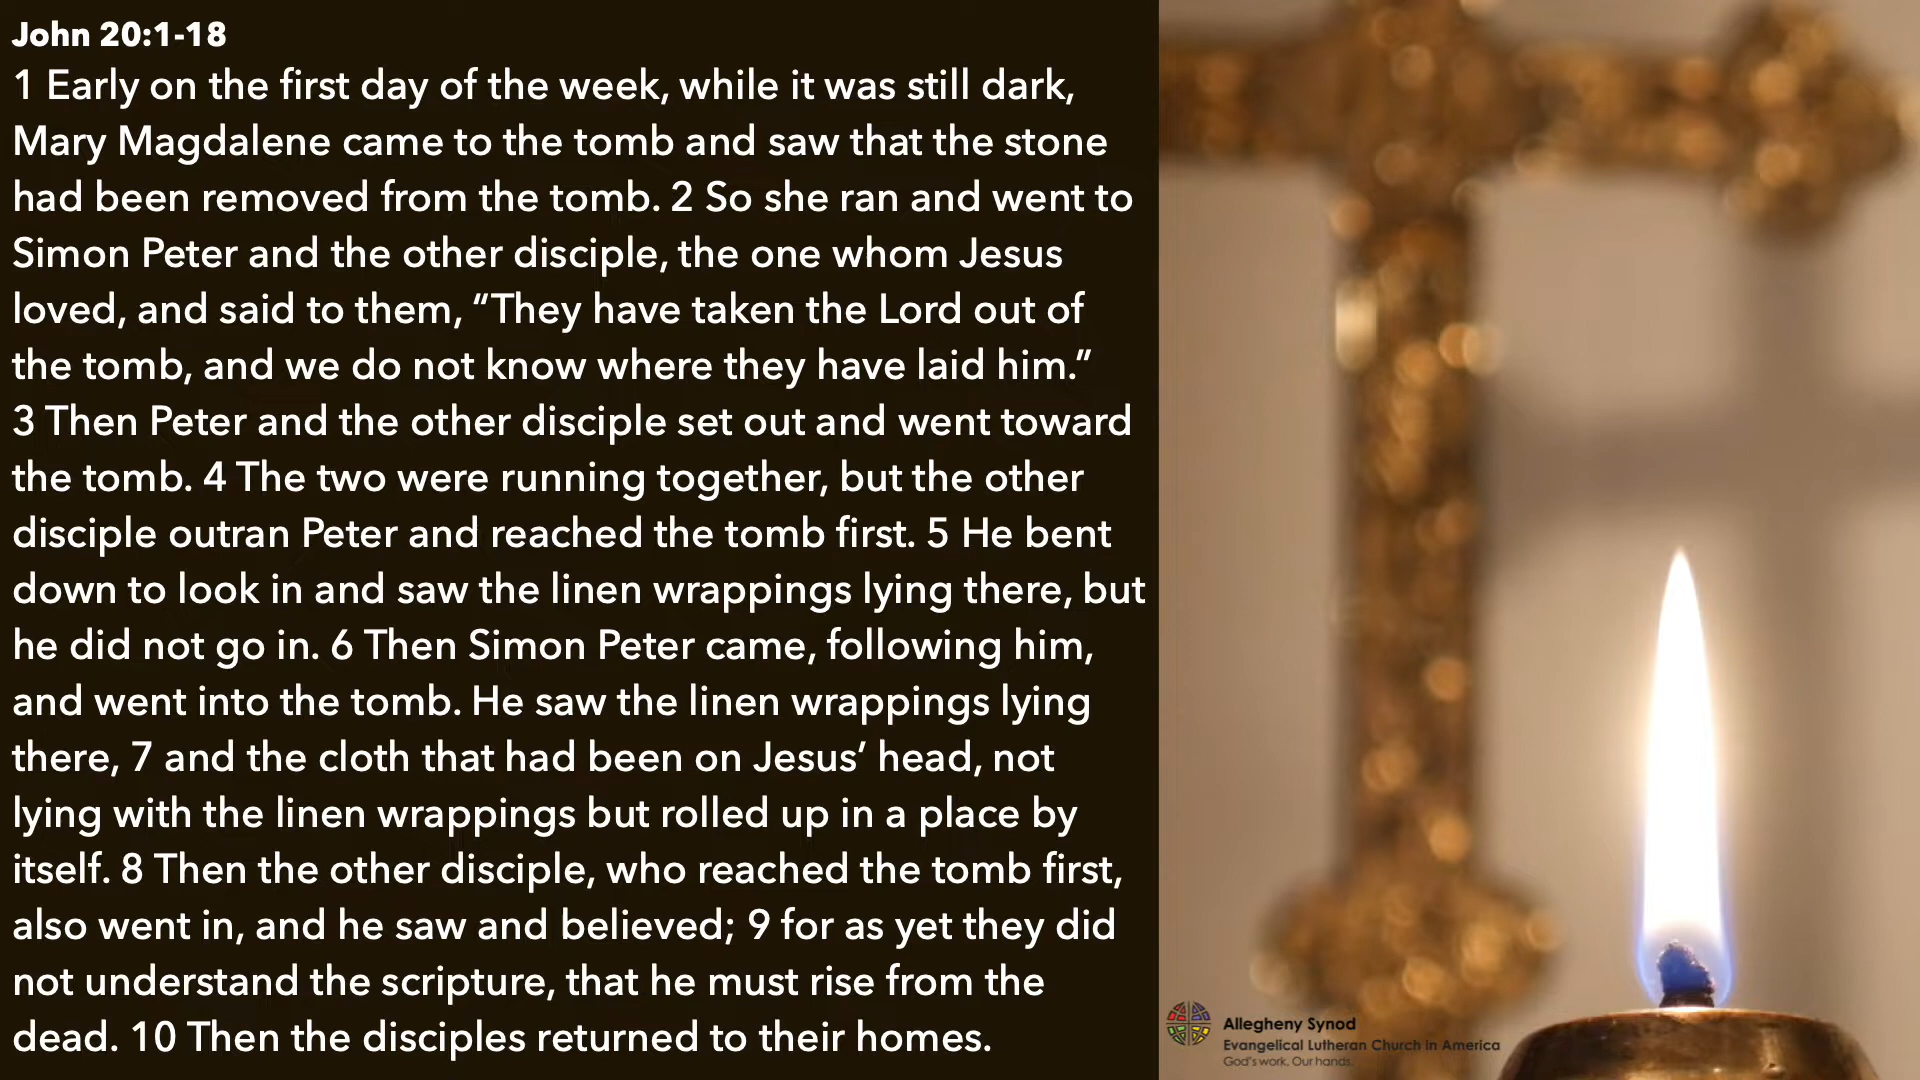 John 20:1-18
1 Early on the first day of the week, while it was still dark,
Mary Magdalene came to the tomb and saw that the stone
had been removed from the tomb. 2 So she ran and went to
Simon Peter and the other disciple, the one whom Jesus
loved, and said to them, “They have taken the Lord out of
the tomb, and we do not know where they have laid him.”
3 Then Peter and the other disciple set out and went toward
the tomb. 4 The two were running together, but the other
disciple outran Peter and reached the tomb first. 5 He bent
down to look in and saw the linen wrappings lying there, but
he did not go in. 6 Then Simon Peter came, following him,
and went into the tomb. He saw the linen wrappings lying
there, 7 and the cloth that had been on Jesus’ head, not
lying with the linen wrappings but rolled up in a place by
itself. 8 Then the other disciple, who reached the tomb first,
also went in, and he saw and believed; 9 for as yet they did
not understand the scripture, that he must rise from the
dead. 10 Then the disciples returned to their homes.
Allegheny Synod
Evangelical Lutheran Church in America
God's work. Our hands.